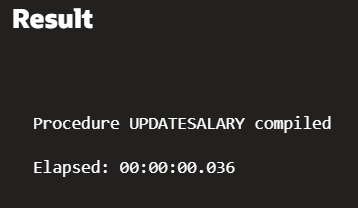 Result
Procedure UPDATESALARY compiled
Elapsed: 00:00:00.036